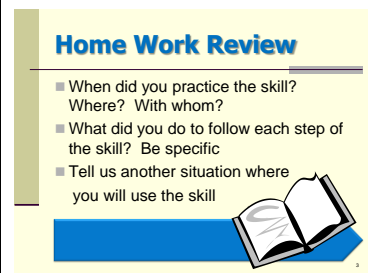 Home Work Review
When did you practice the skill?
Where? With whom?
What did you do to follow each step of
the skill? Be specific
Tell us another situation where
you will use the skill
3